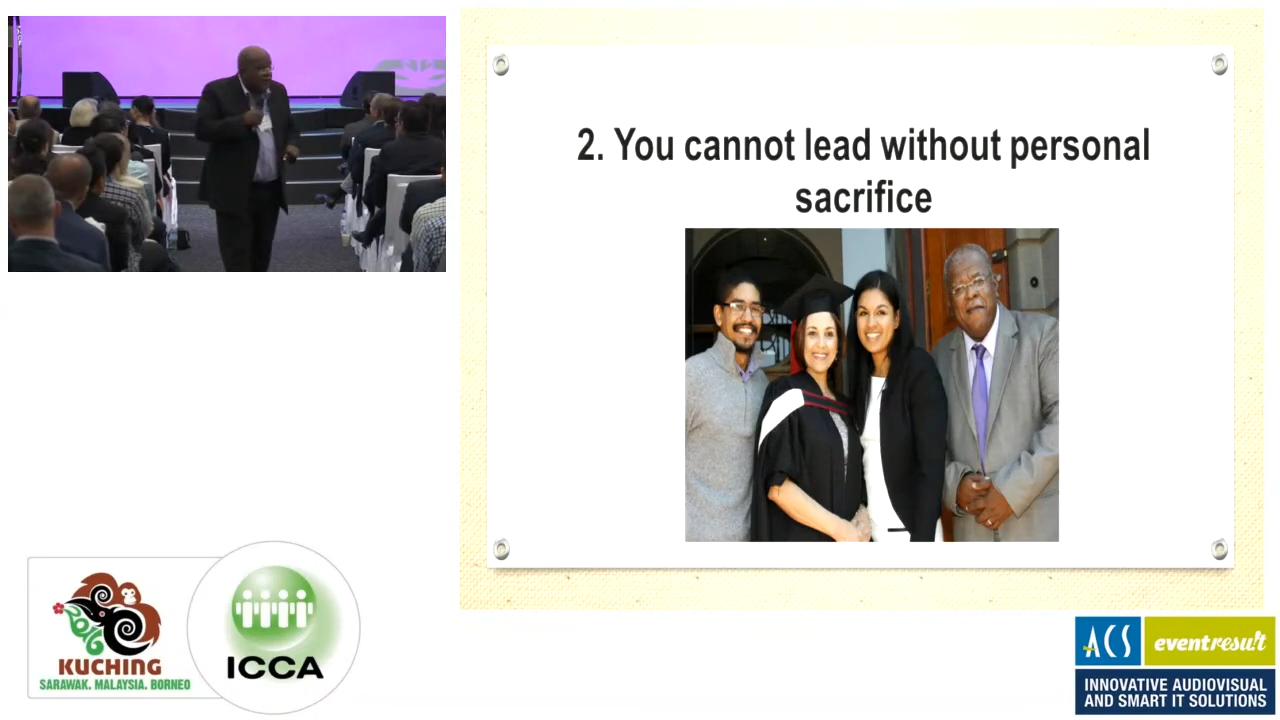 2. You cannot lead without personal
sacrifice
2016
KUCHING
SARAWAK. MALAYSIA. BORNEO
ICCA
ACS
eventresult
INNOVATIVE AUDIOVISUAL
AND SMART IT SOLUTIONS